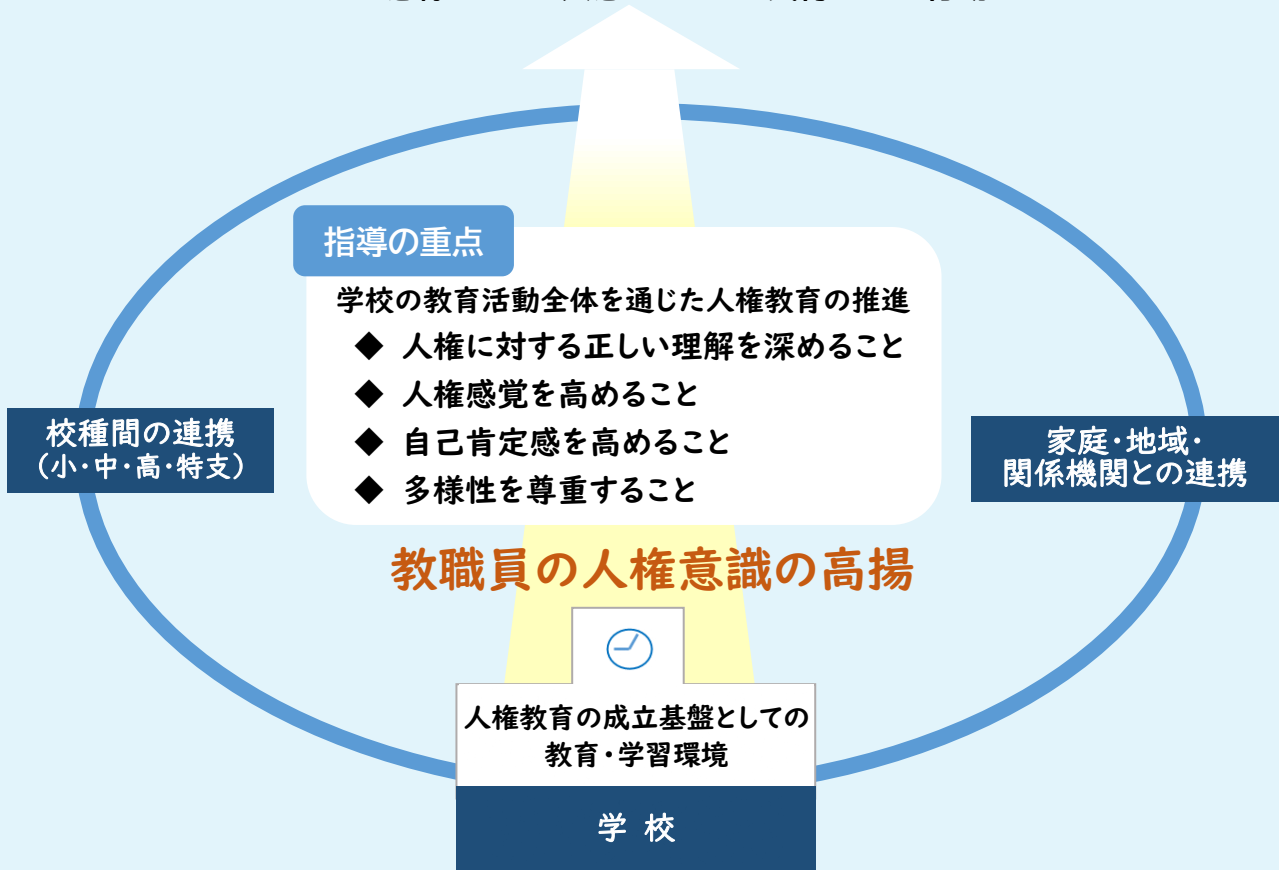 指導の重点
学校の教育活動全体を通じた人権教育の推進
◆ 人権に対する正しい理解を深めること
◆ 人権感覚を高めること
◆ 自己肯定感を高めること
◆ 多様性を尊重すること
校種間の連携
（小・中・高・特支）
家庭・地域・
関係機関との連携
教職員の人権意識の高揚
人権教育の成立基盤としての
教育・学習環境
学 校